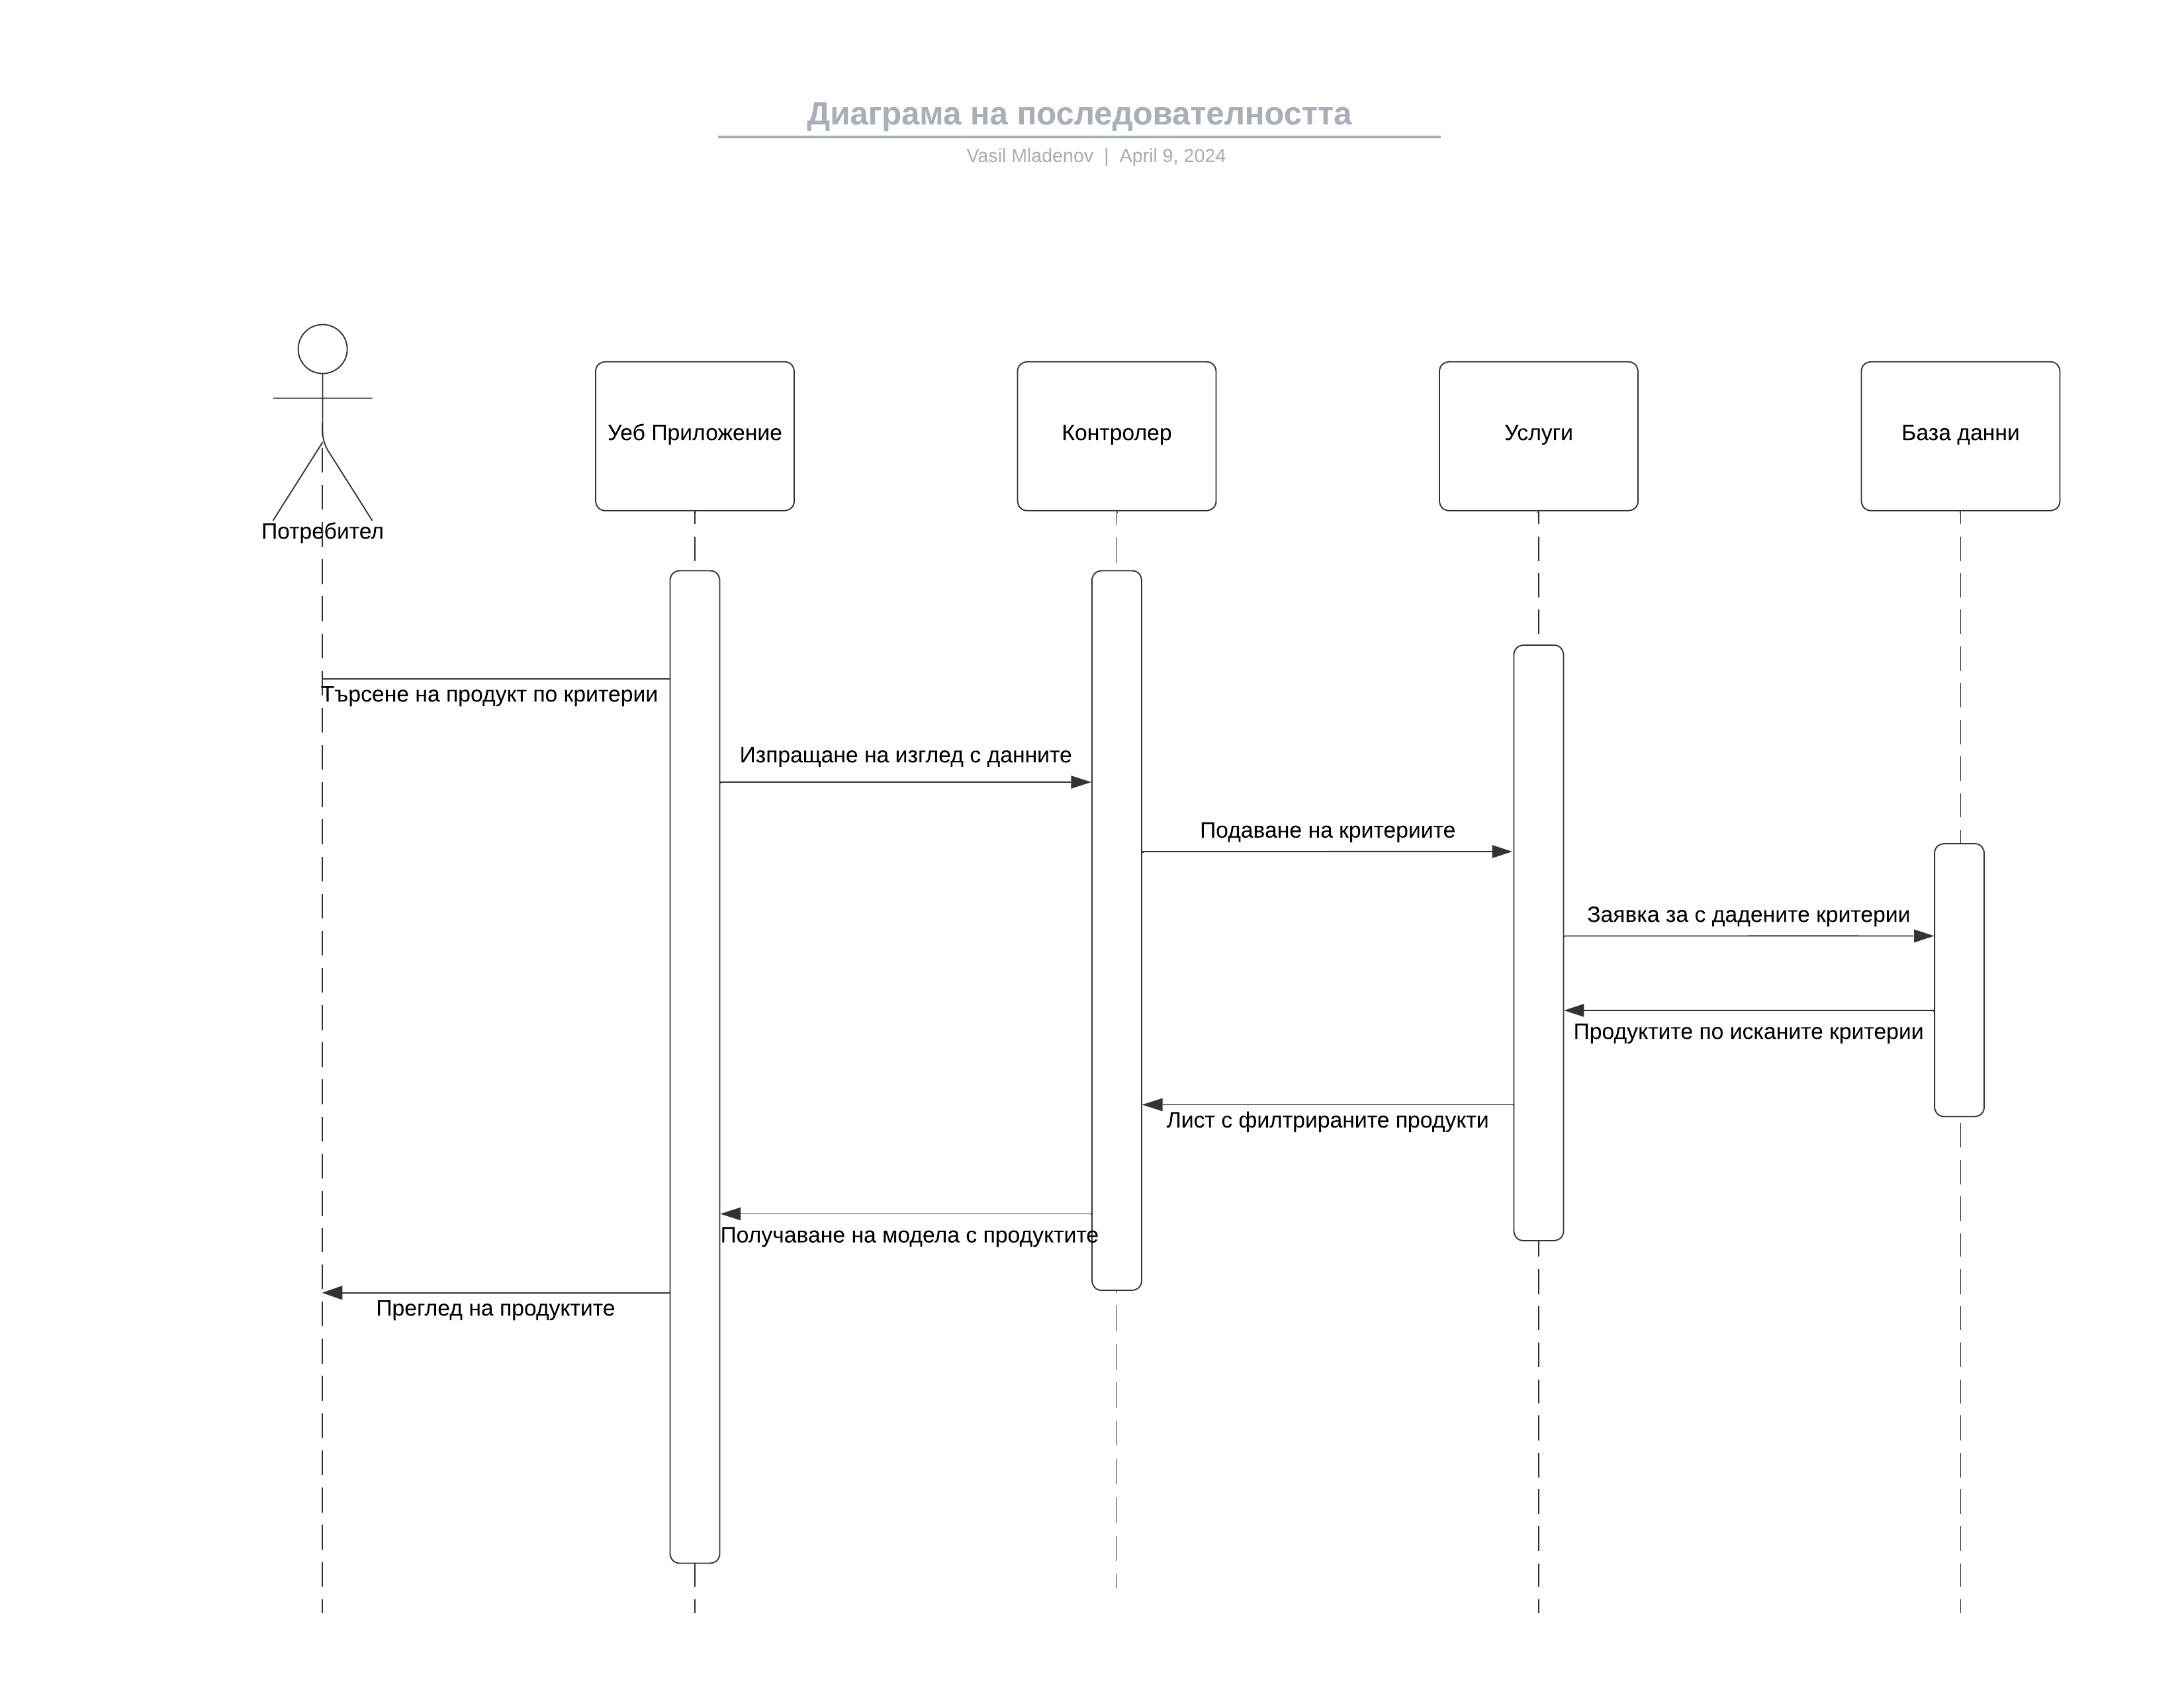 Диаграма на последователността
Vasil Mladenov | April 9, 2024
Уеб Приложение
Контролер
Услуги
База данни
Потребител
Търсене на продукт по критерии
Изпращане на изглед с данните
Подаване на критериите
Заявка за с дадените критерии
Продуктите по исканите критерии
Лист с филтрираните продукти
Получаване на модела с продуктите
Преглед на продуктите